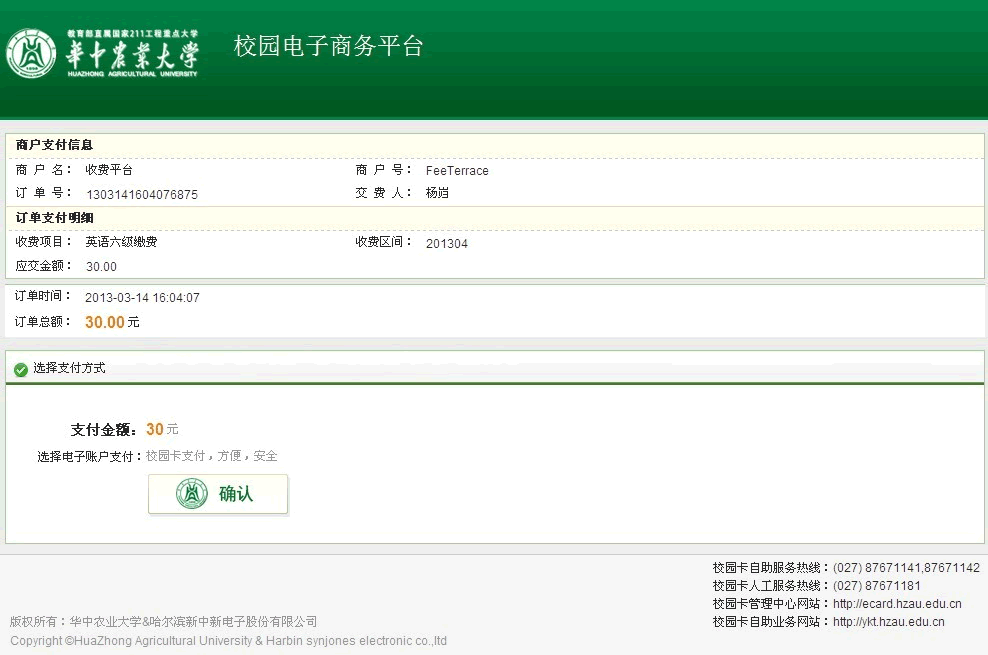 教育部直属国家211工程重点大学
華中农業大学
HUAZHONG AGRICULTURAL UNIVERSITY
校园电子商务平台
商户支付信息
商 户 名： 收费平台 商 户 号： FeeTerrace
订 单 号： 1303141604076875 交 费 人： 杨岿
订单支付明细
收费项目： 英语六级缴费 收费区间： 201304
应交金额： 30.00
订单时间： 2013-03-14 16:04:07
订单总额： 30.00 元
选择支付方式
支付金额： 30 元
选择电子账户支付：校园卡支付，方便，安全
确认
校园卡自助服务热线：(027) 87671141,87671142
校园卡人工服务热线：(027) 87671181
校园卡管理中心网站：http://ecard.hzau.edu.cn
校园卡自助业务网站：http://ykt.hzau.edu.cn
版权所有：华中农业大学&哈尔滨新中新电子股份有限公司
Copyright ©HuaZhong Agricultural University & Harbin synjones electronic co.,ltd